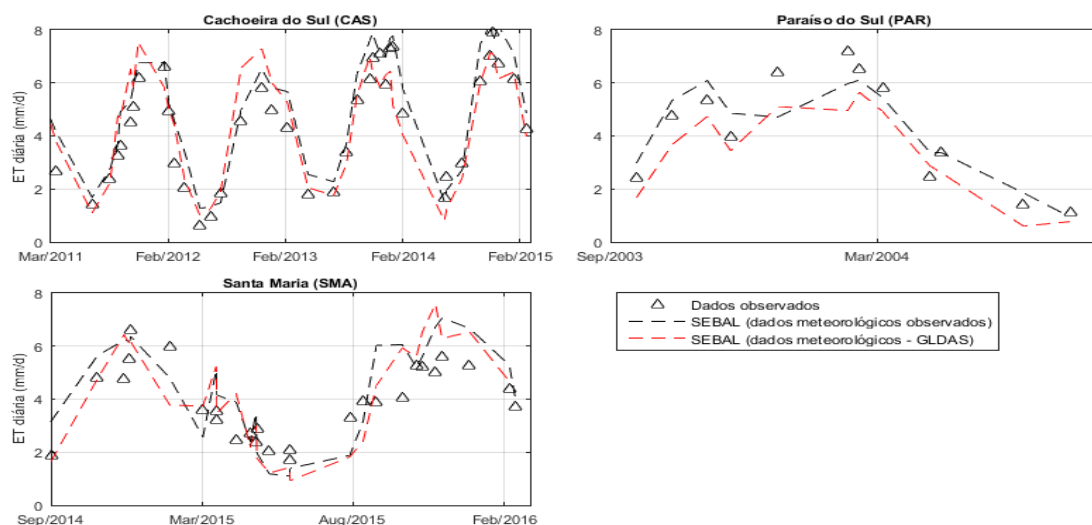 Cachoeira do Sul (CAS)
8
6
4
2
0
ET diária (mm/d)
Mar/2011
Feb/2012
Feb/2013
Feb/2014
Feb/2015
Paraíso do Sul (PAR)
8
6
4
2
0
Sep/2003
Mar/2004
Santa Maria (SMA)
8
6
4
2
0
ET diária (mm/d)
Sep/2014
Mar/2015
Aug/2015
Feb/2016
Dados observados
SEBAL (dados meteorológicos observados)
SEBAL (dados meteorológicos - GLDAS)